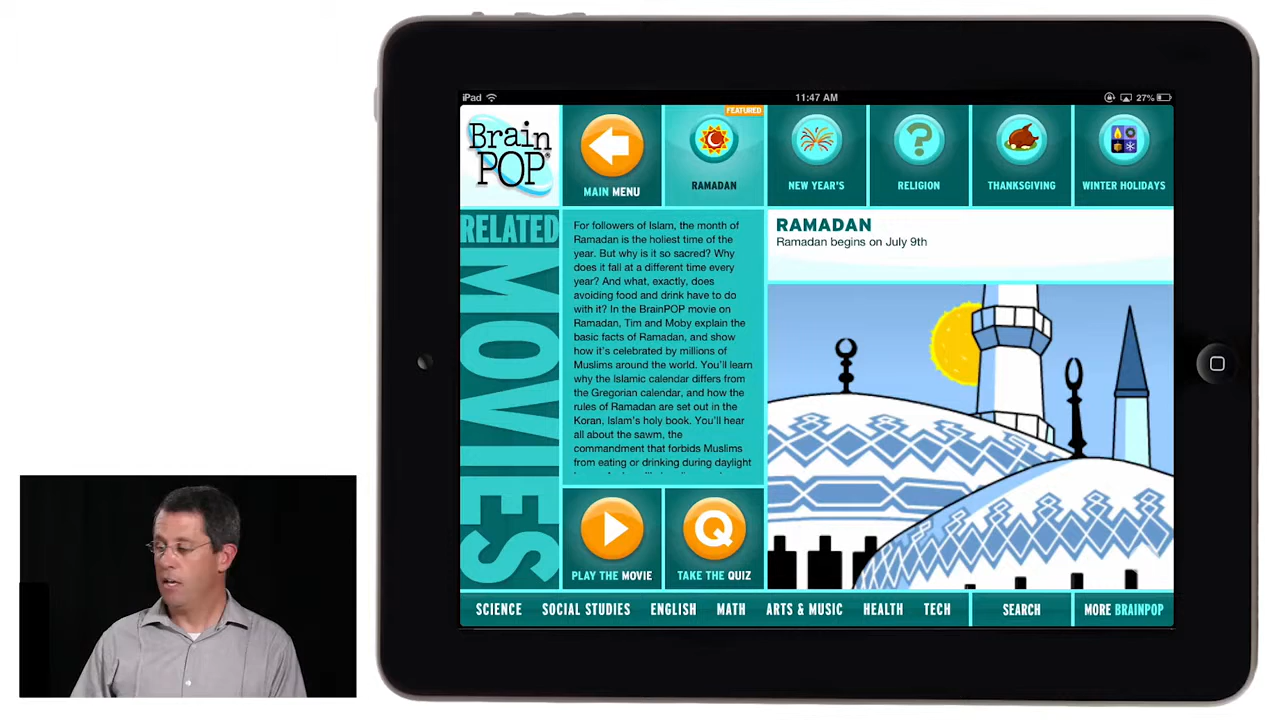 iPad
11:47 AM
27%
Brain
POP®
MAIN MENU
FEATURED
RAMADAN
NEW YEAR'S
RELIGION
THANKSGIVING
WINTER HOLIDAYS
RELATED
MOVIES
For followers of Islam, the month of
Ramadan is the holiest time of the
year. But why is it so sacred? Why
does it fall at a different time every
year? And what, exactly, does
avoiding food and drink have to do
with it? In the BrainPOP movie on
Ramadan, Tim and Moby explain the
basic facts of Ramadan, and show
how it's celebrated by millions of
Muslims around the world. You'll learn
why the Islamic calendar differs from
the Gregorian calendar, and how the
rules of Ramadan are set out in the
Koran, Islam's holy book. You'll hear
all about the sawm, the
commandment that forbids Muslims
from eating or drinking during daylight
RAMADAN
Ramadan begins on July 9th
PLAY THE MOVIE
Q
TAKE THE QUIZ
SCIENCE
SOCIAL STUDIES
ENGLISH
MATH
ARTS & MUSIC
HEALTH
TECH
SEARCH
MORE BRAINPOP